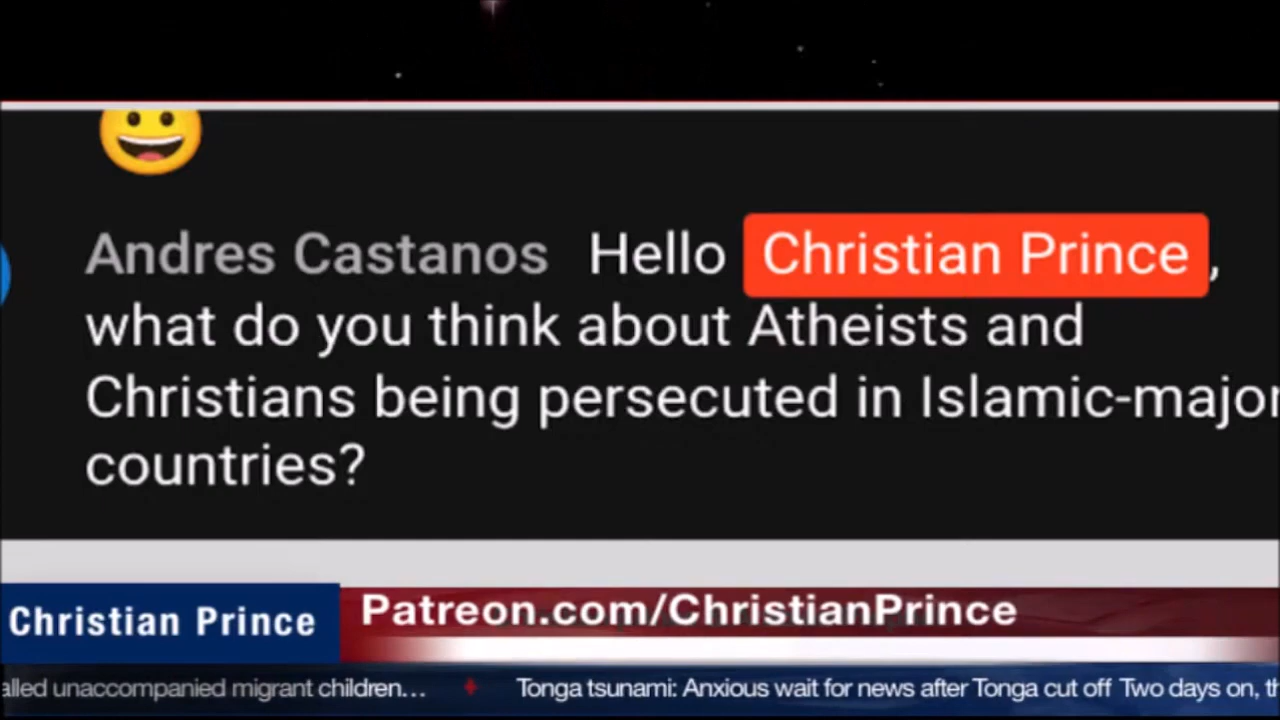 Andres Castanos Hello Christian Prince,
what do you think about Atheists and
Christians being persecuted in Islamic-major
countries?
Christian Prince
Patreon.com/ChristianPrince
alled unaccompanied migrant children... ♦ Tonga tsunami: Anxious wait for news after Tonga cut off Two days on, th